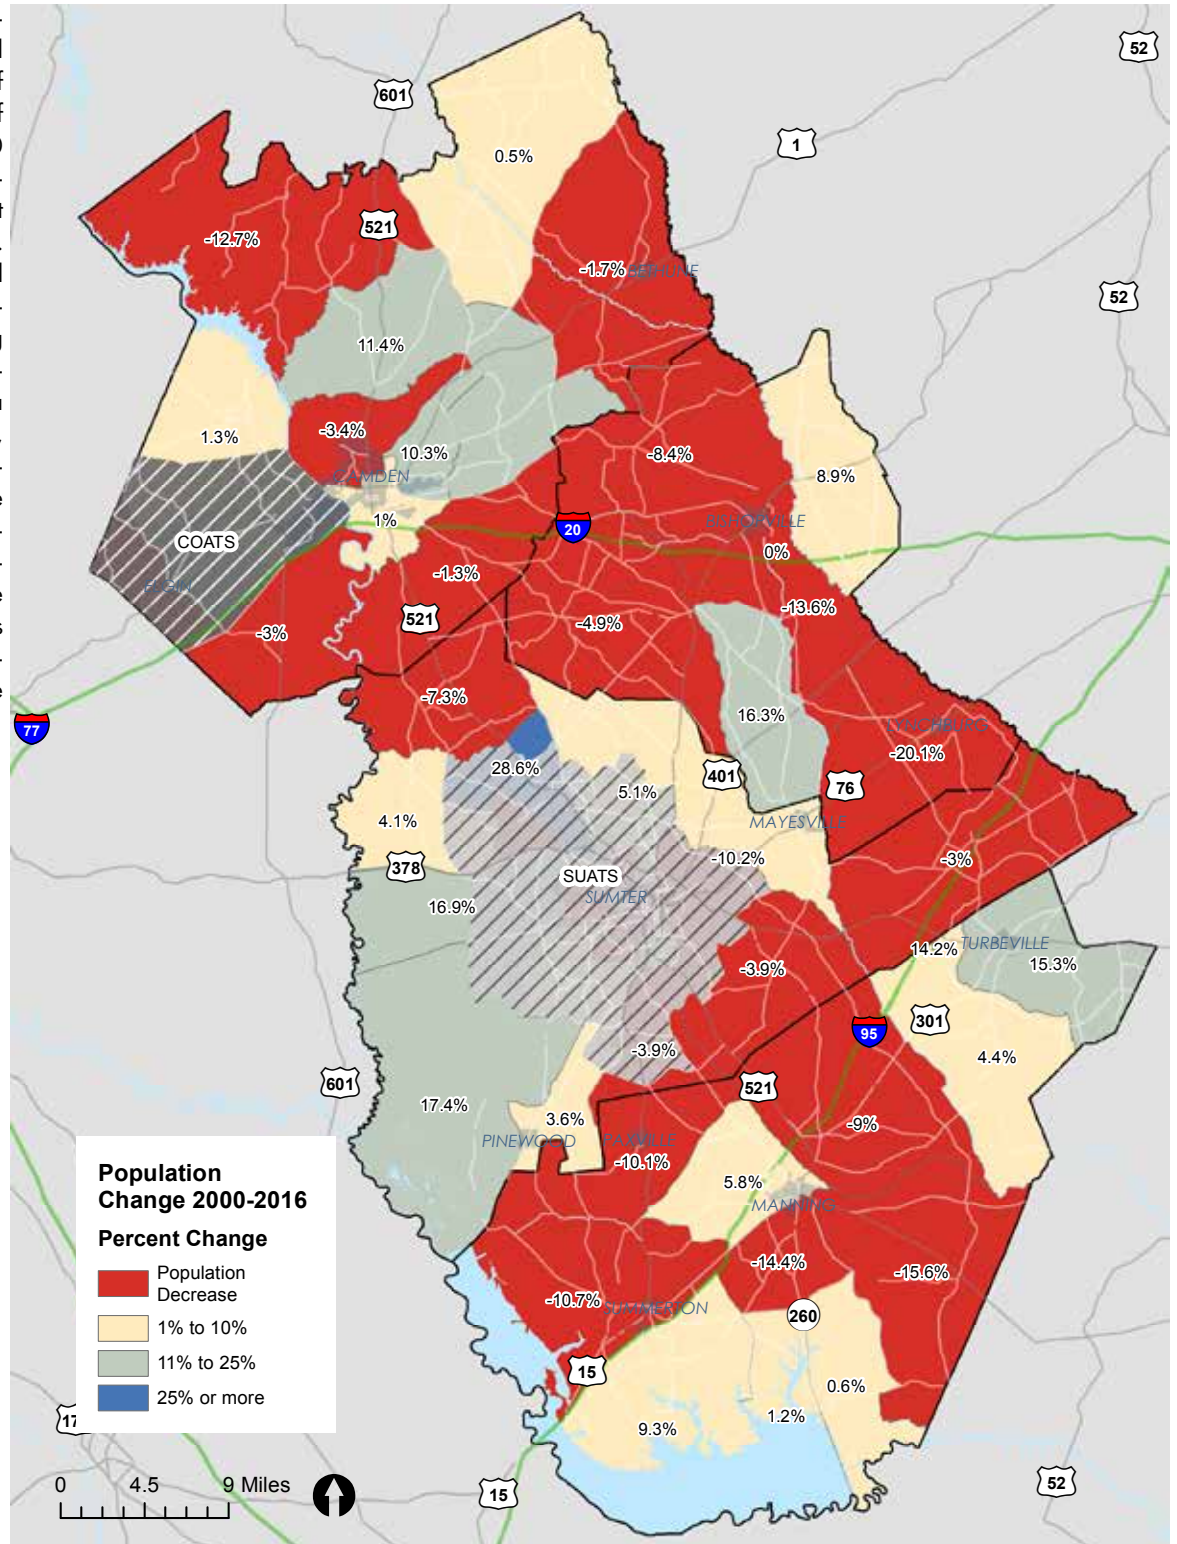 52
601
1
0.5%
521
-12.7%
-1.7%
BETHUNE
52
11.4%
1.3%
-3.4%
10.3%
CAMDEN
-8.4%
8.9%
1%
20
BISHOPVILLE
0%
COATS
ELGIN
-1.3%
521
-4.9%
-13.6%
-3%
-7.3%
16.3%
77
LYNCHBURG
-20.1%
28.6%
5.1%
401
76
4.1%
MAYESVILLE
378
-10.2%
-3%
SUATS
SUMTER
16.9%
14.2%
TURBEVILLE
15.3%
-3.9%
301
95
-3.9%
4.4%
601
521
17.4%
3.6%
-9%
PINEWOOD
PAXVILLE
-10.1%
5.8%
MANNING
-14.4%
-15.6%
-10.7%
SUMMERTON
260
15
0.6%
1.2%
9.3%
Population
Change 2000-2016
Percent Change
Population
Decrease
1% to 10%
11% to 25%
25% or more
17
0 4.5 9 Miles
15
52